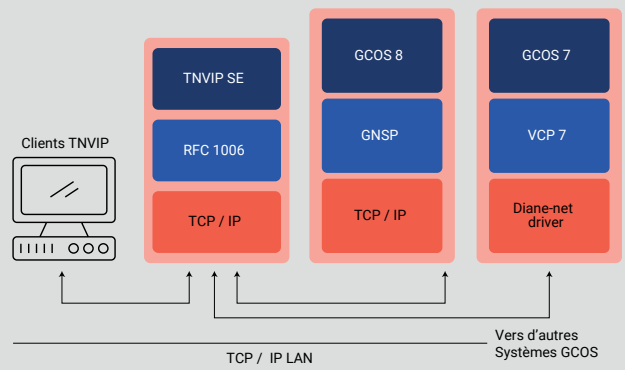 Clients TNVIP
TNVIP SE
RFC 1006
TCP / IP
GCOS 8
GNSP
TCP / IP
GCOS 7
VCP 7
Diane-net
driver
TCP / IP LAN
Vers d'autres
Systèmes GCOS